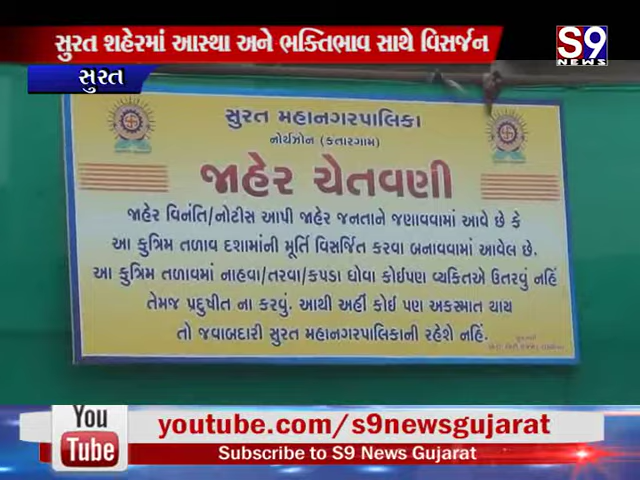 સુરત શહેરમાં આસ્થા અને ભક્તિભાવ સાથે વિસર્જન
S9
NEWS
સુરત
સુરત મહાનગરપાલિકા
નોર્થઝોન (કતારગામ)
જાહેર ચેતવણી
જાહેર વિનંતિ/નોટીસ આપી જાહેર જનતાને જણાવવામાં આવે છે કે
આ કુત્રિમ તળાવ દશામાંની મૂર્તિ વિસર્જિત કરવા બનાવવામાં આવેલ છે.
આ કુત્રિમ તળાવમાં નાહવા/તરવા/કપડા ધોવા કોઈપણ વ્યકિતએ ઉતરવું નહિં
તેમજ પ્રદુષીત ના કરવું. આથી અહીં કોઈ પણ અકસ્માત થાય
તો જવાબદારી સુરત મહાનગરપાલિકાની રહેશે નહિં.
You
Tube
youtube.com/s9newsgujarat
Subscribe to S9 News Gujarat